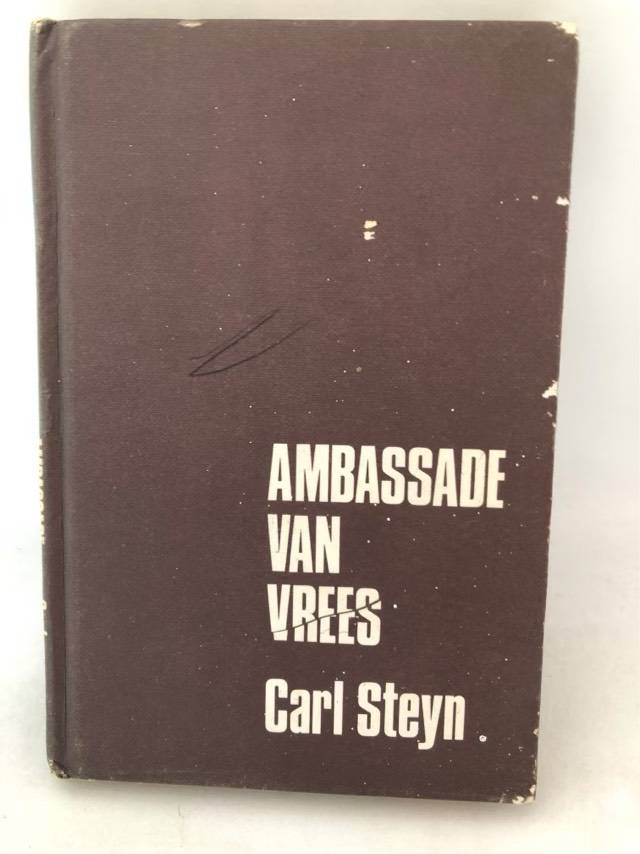 AMBASSADE
VAN
VREES
Carl Steyn